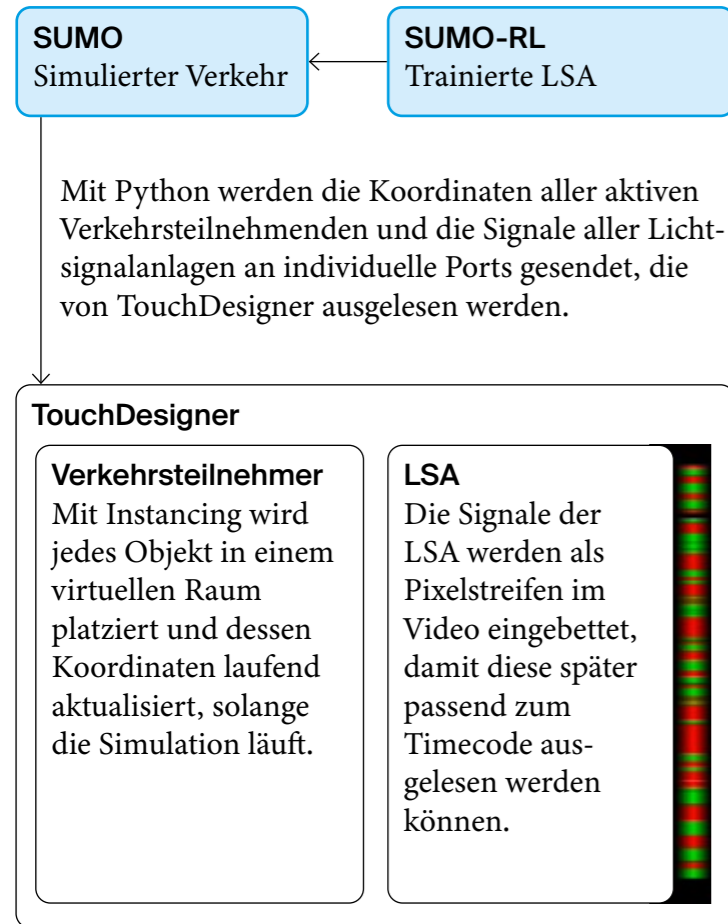 SUMO
Simulierter Verkehr
SUMO-RL
Trainierte LSA
Mit Python werden die Koordinaten aller aktiven
Verkehrsteilnehmenden und die Signale aller Licht-
signalanlagen an individuelle Ports gesendet, die
von TouchDesigner ausgelesen werden.
TouchDesigner
Verkehrsteilnehmer
Mit Instancing wird
jedes Objekt in einem
virtuellen Raum
platziert und dessen
Koordinaten laufend
aktualisiert, solange
die Simulation läuft.
LSA
Die Signale der
LSA werden als
Pixelstreifen im
Video eingebettet,
damit diese später
passend zum
Timecode aus-
gelesen werden
können.